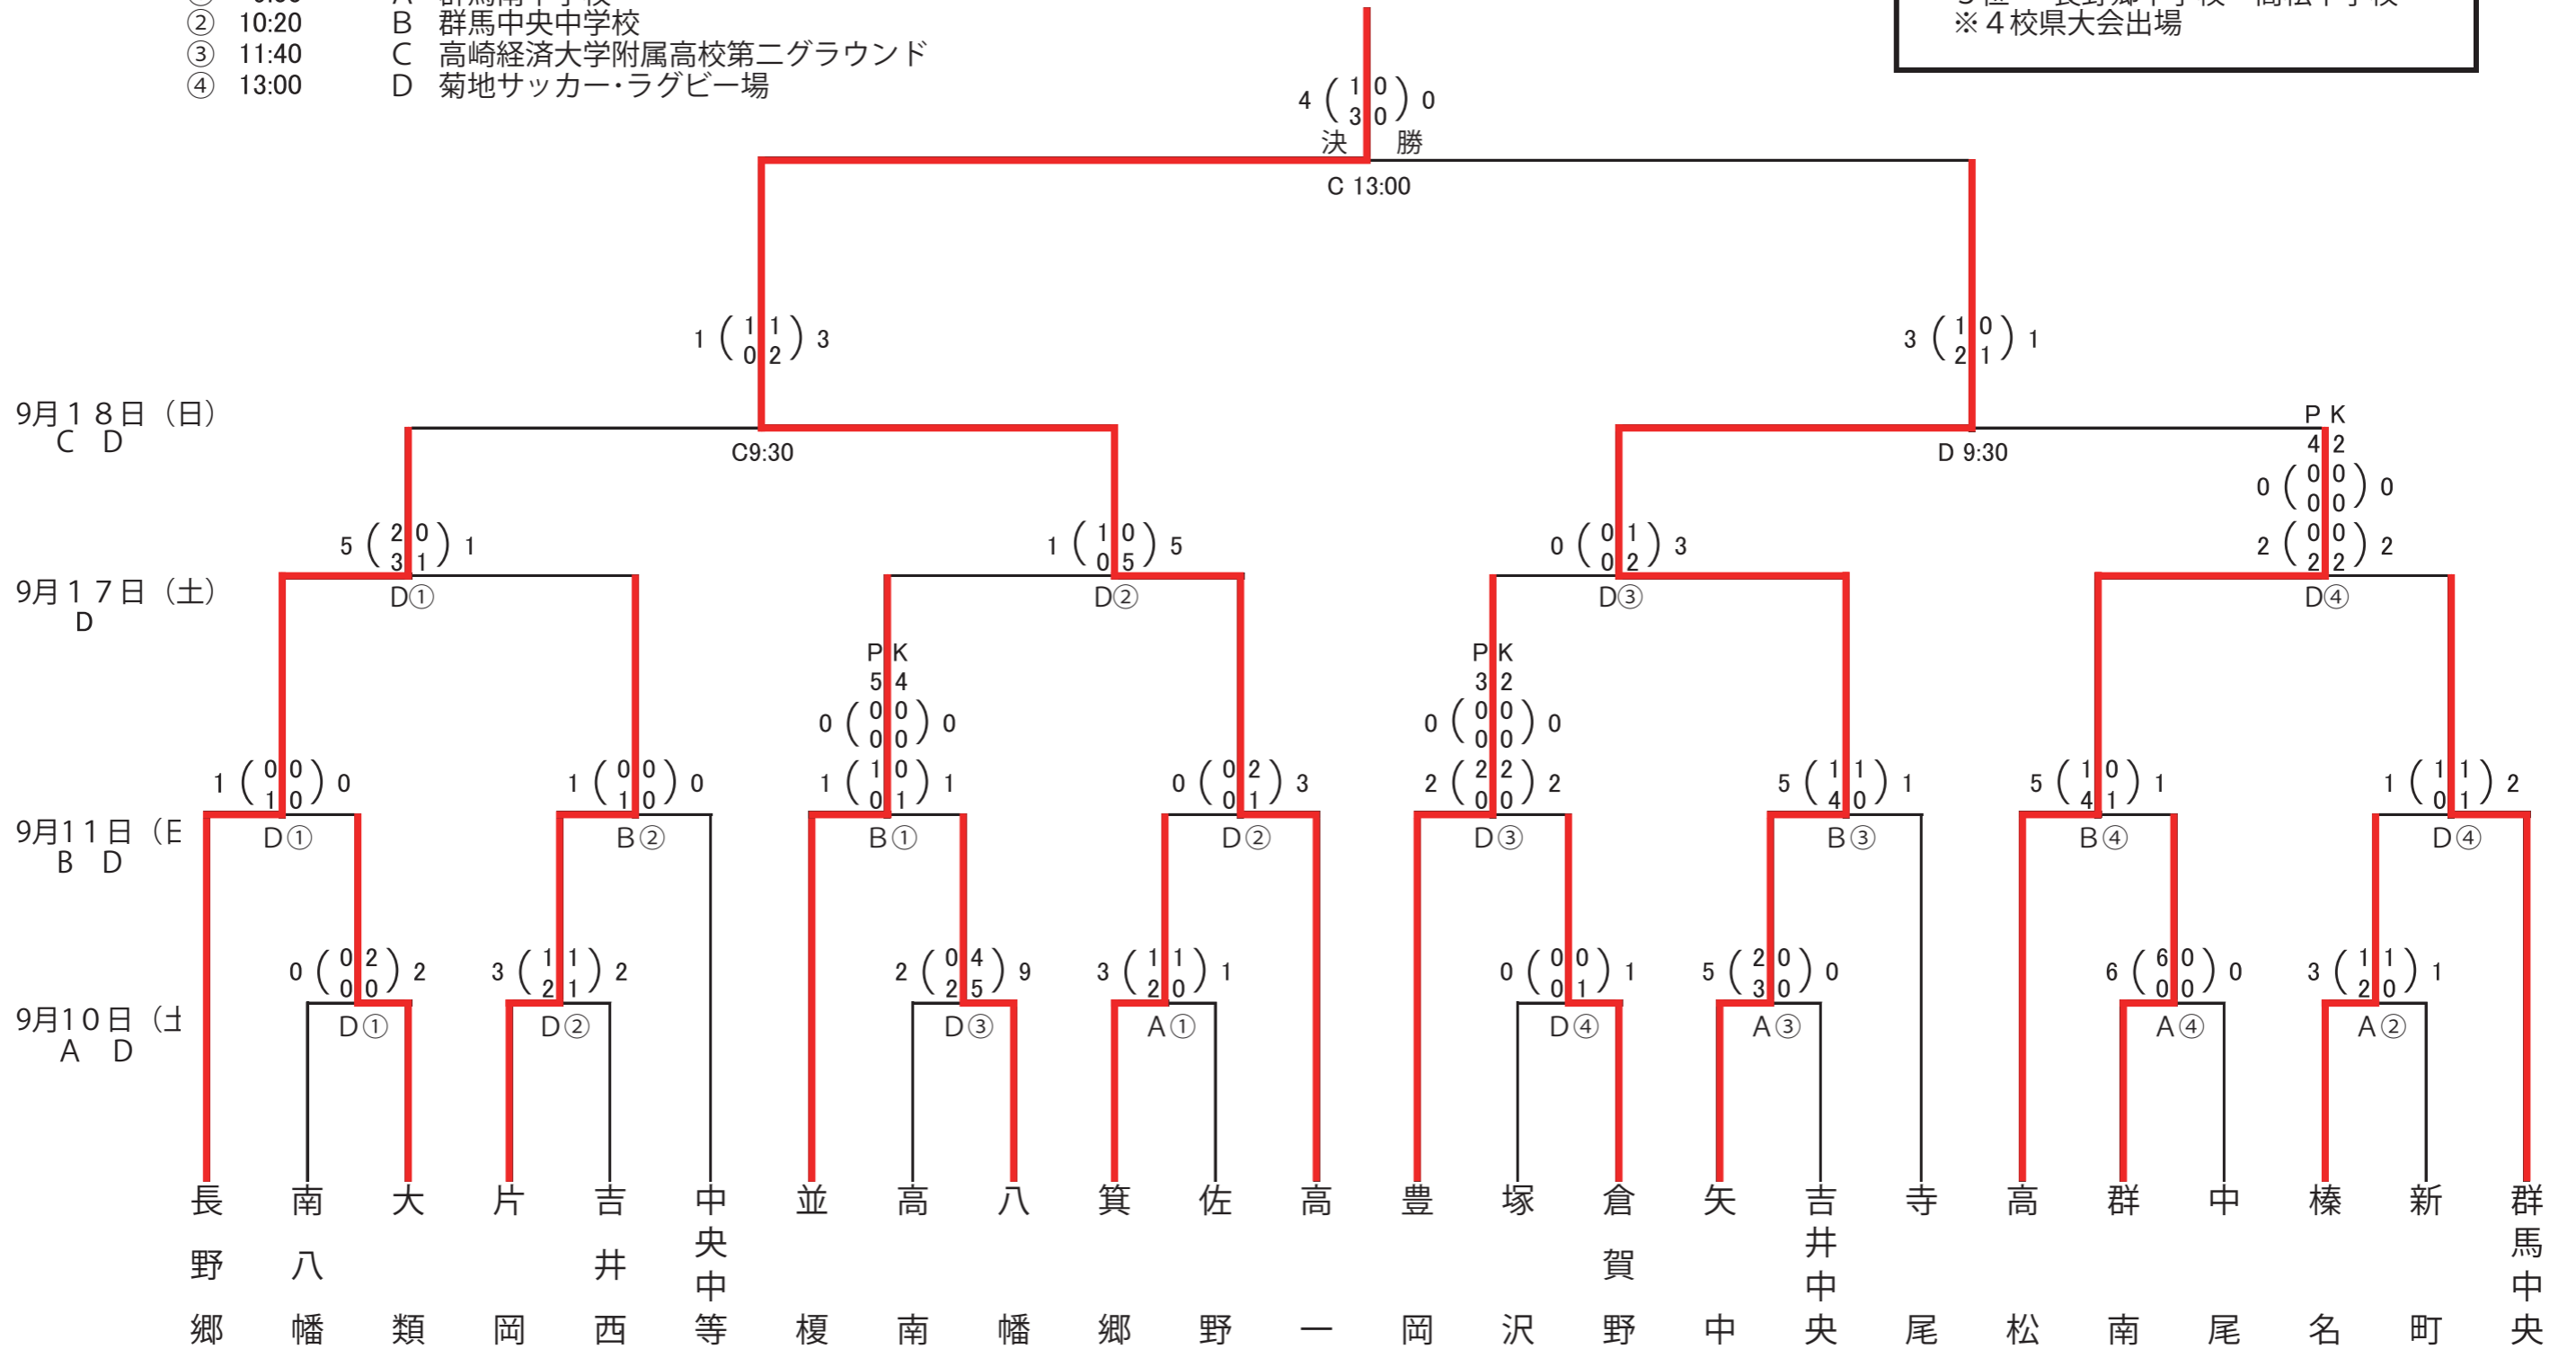 ② 10:20 B 群馬中央中学校
③ 11:40 C 高崎経済大学附属高校第二グラウンド
④ 13:00 D 菊地サッカー・ラグビー場
※４校県大会出場
4 ( 1 0 ) 0
3 0
決 勝
C 13:00
1 ( 1 1 ) 3
0 2
3 ( 1 0 ) 1
2 1
9月１８日（日）
C D
C9:30
D 9:30
P K
4 2
0 ( 0 0 ) 0
0 0
5 ( 2 0 ) 1
3 1
1 ( 1 0 ) 5
0 5
0 ( 0 1 ) 3
0 2
2 ( 0 0 ) 2
2 2
9月１７日（土）
D
D①
D②
D③
D④
P K
5 4
0 ( 0 0 ) 0
0 0
P K
3 2
0 ( 0 0 ) 0
0 0
1 ( 0 0 ) 0
1 0
1 ( 0 0 ) 0
1 0
1 ( 1 0 ) 1
0 1
0 ( 0 2 ) 3
0 1
2 ( 2 2 ) 2
0 0
5 ( 1 1 ) 1
4 0
5 ( 1 0 ) 1
4 1
1 ( 1 1 ) 2
0 1
9月11日（
B D
D①
B②
B①
D②
D③
B③
B④
D④
0 ( 0 2 ) 2
0 0
3 ( 1 1 ) 2
2 1
2 ( 0 4 ) 9
2 5
3 ( 1 1 ) 1
2 0
0 ( 0 0 ) 1
0 1
5 ( 2 0 ) 0
3 0
6 ( 6 0 ) 0
0 0
3 ( 1 1 ) 1
2 0
9月10日（
A D
D①
D②
D③
A①
D④
A③
A④
A②
長野郷
南八幡
大類
片岡
吉井西
中央中等
並榎
高南
八幡
箕郷
佐野
高一
豊岡
塚沢
倉賀野
矢中
吉井中央
寺尾
高松
群南
中尾
榛名
新町
群馬中央